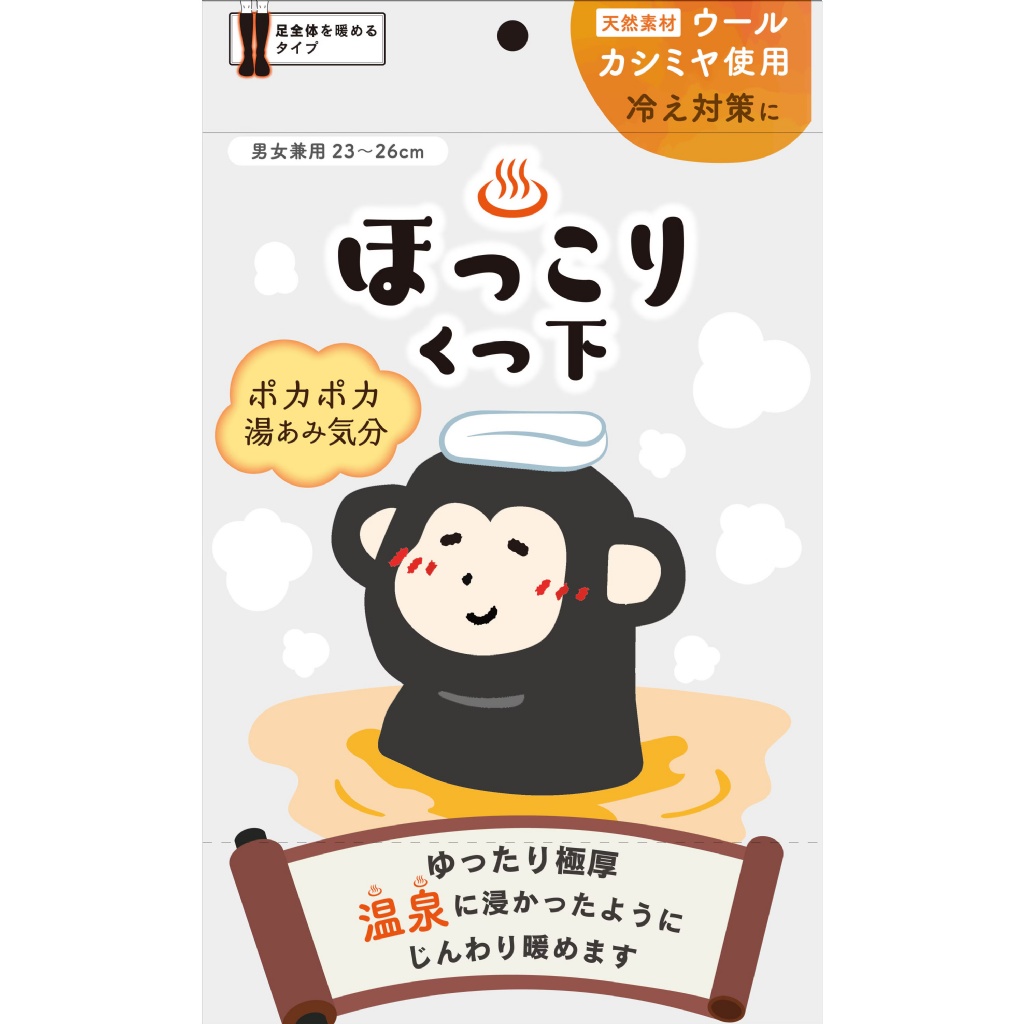 足全体を暖める
タイプ
天然素材 ウール
カシミヤ使用
冷え対策に
男女兼用 23～26cm
ほっこり
くつ下
ポカポカ
湯あみ気分
ゆったり極厚
温泉に浸かったように
じんわり暖めます